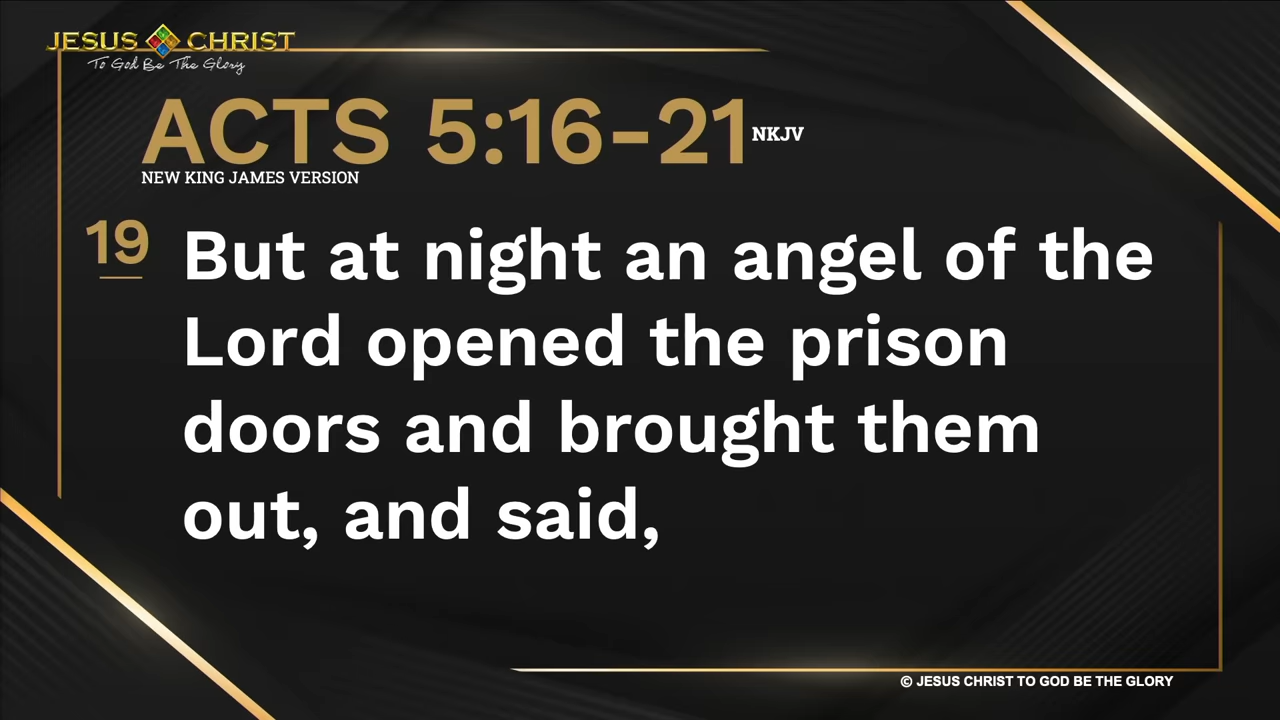 JESUS CHRIST
To God Be The Glory
ACTS 5:16-21 NKJV
NEW KING JAMES VERSION
19 But at night an angel of the
Lord opened the prison
doors and brought them
out, and said,
© JESUS CHRIST TO GOD BE THE GLORY